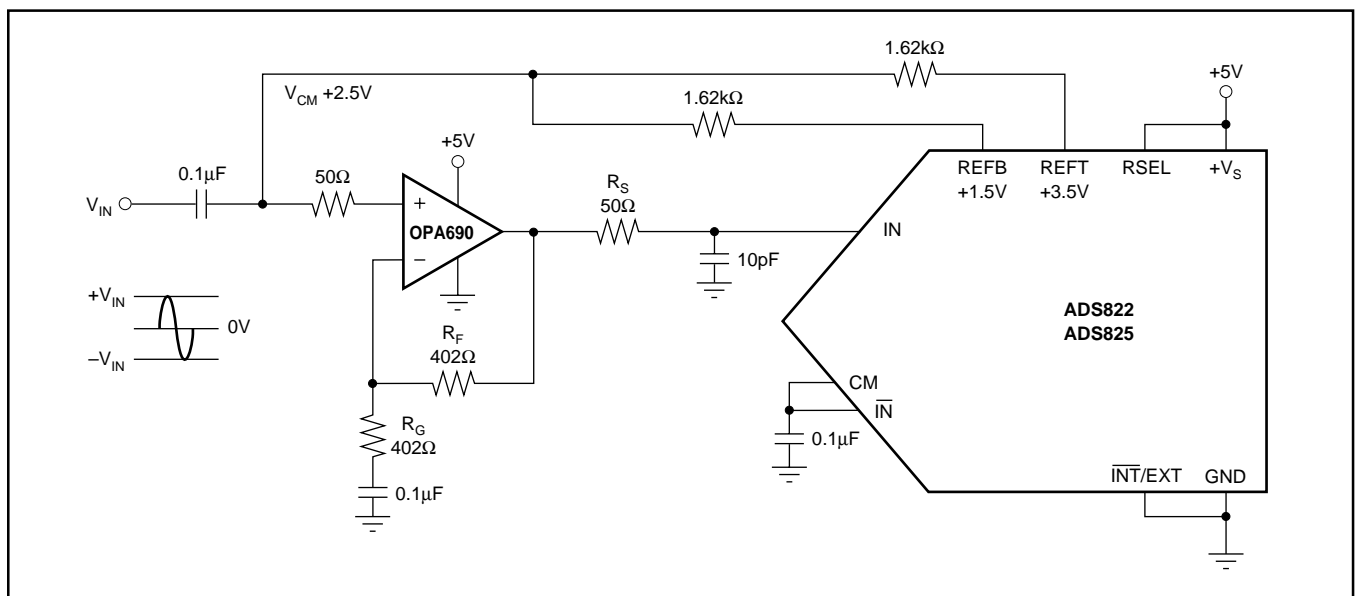 1.62kΩ
+5V
V_CM +2.5V
1.62kΩ
+5V
REFB
+1.5V
REFT
+3.5V
RSEL
+V_S
0.1µF
50Ω
R_S
50Ω
V_IN
+
OPA690
–
IN
10pF
+V_IN
0V
–V_IN
ADS822
ADS825
R_F
402Ω
CM
I̅N̅
R_G
402Ω
0.1µF
0.1µF
I̅N̅T̅/EXT
GND